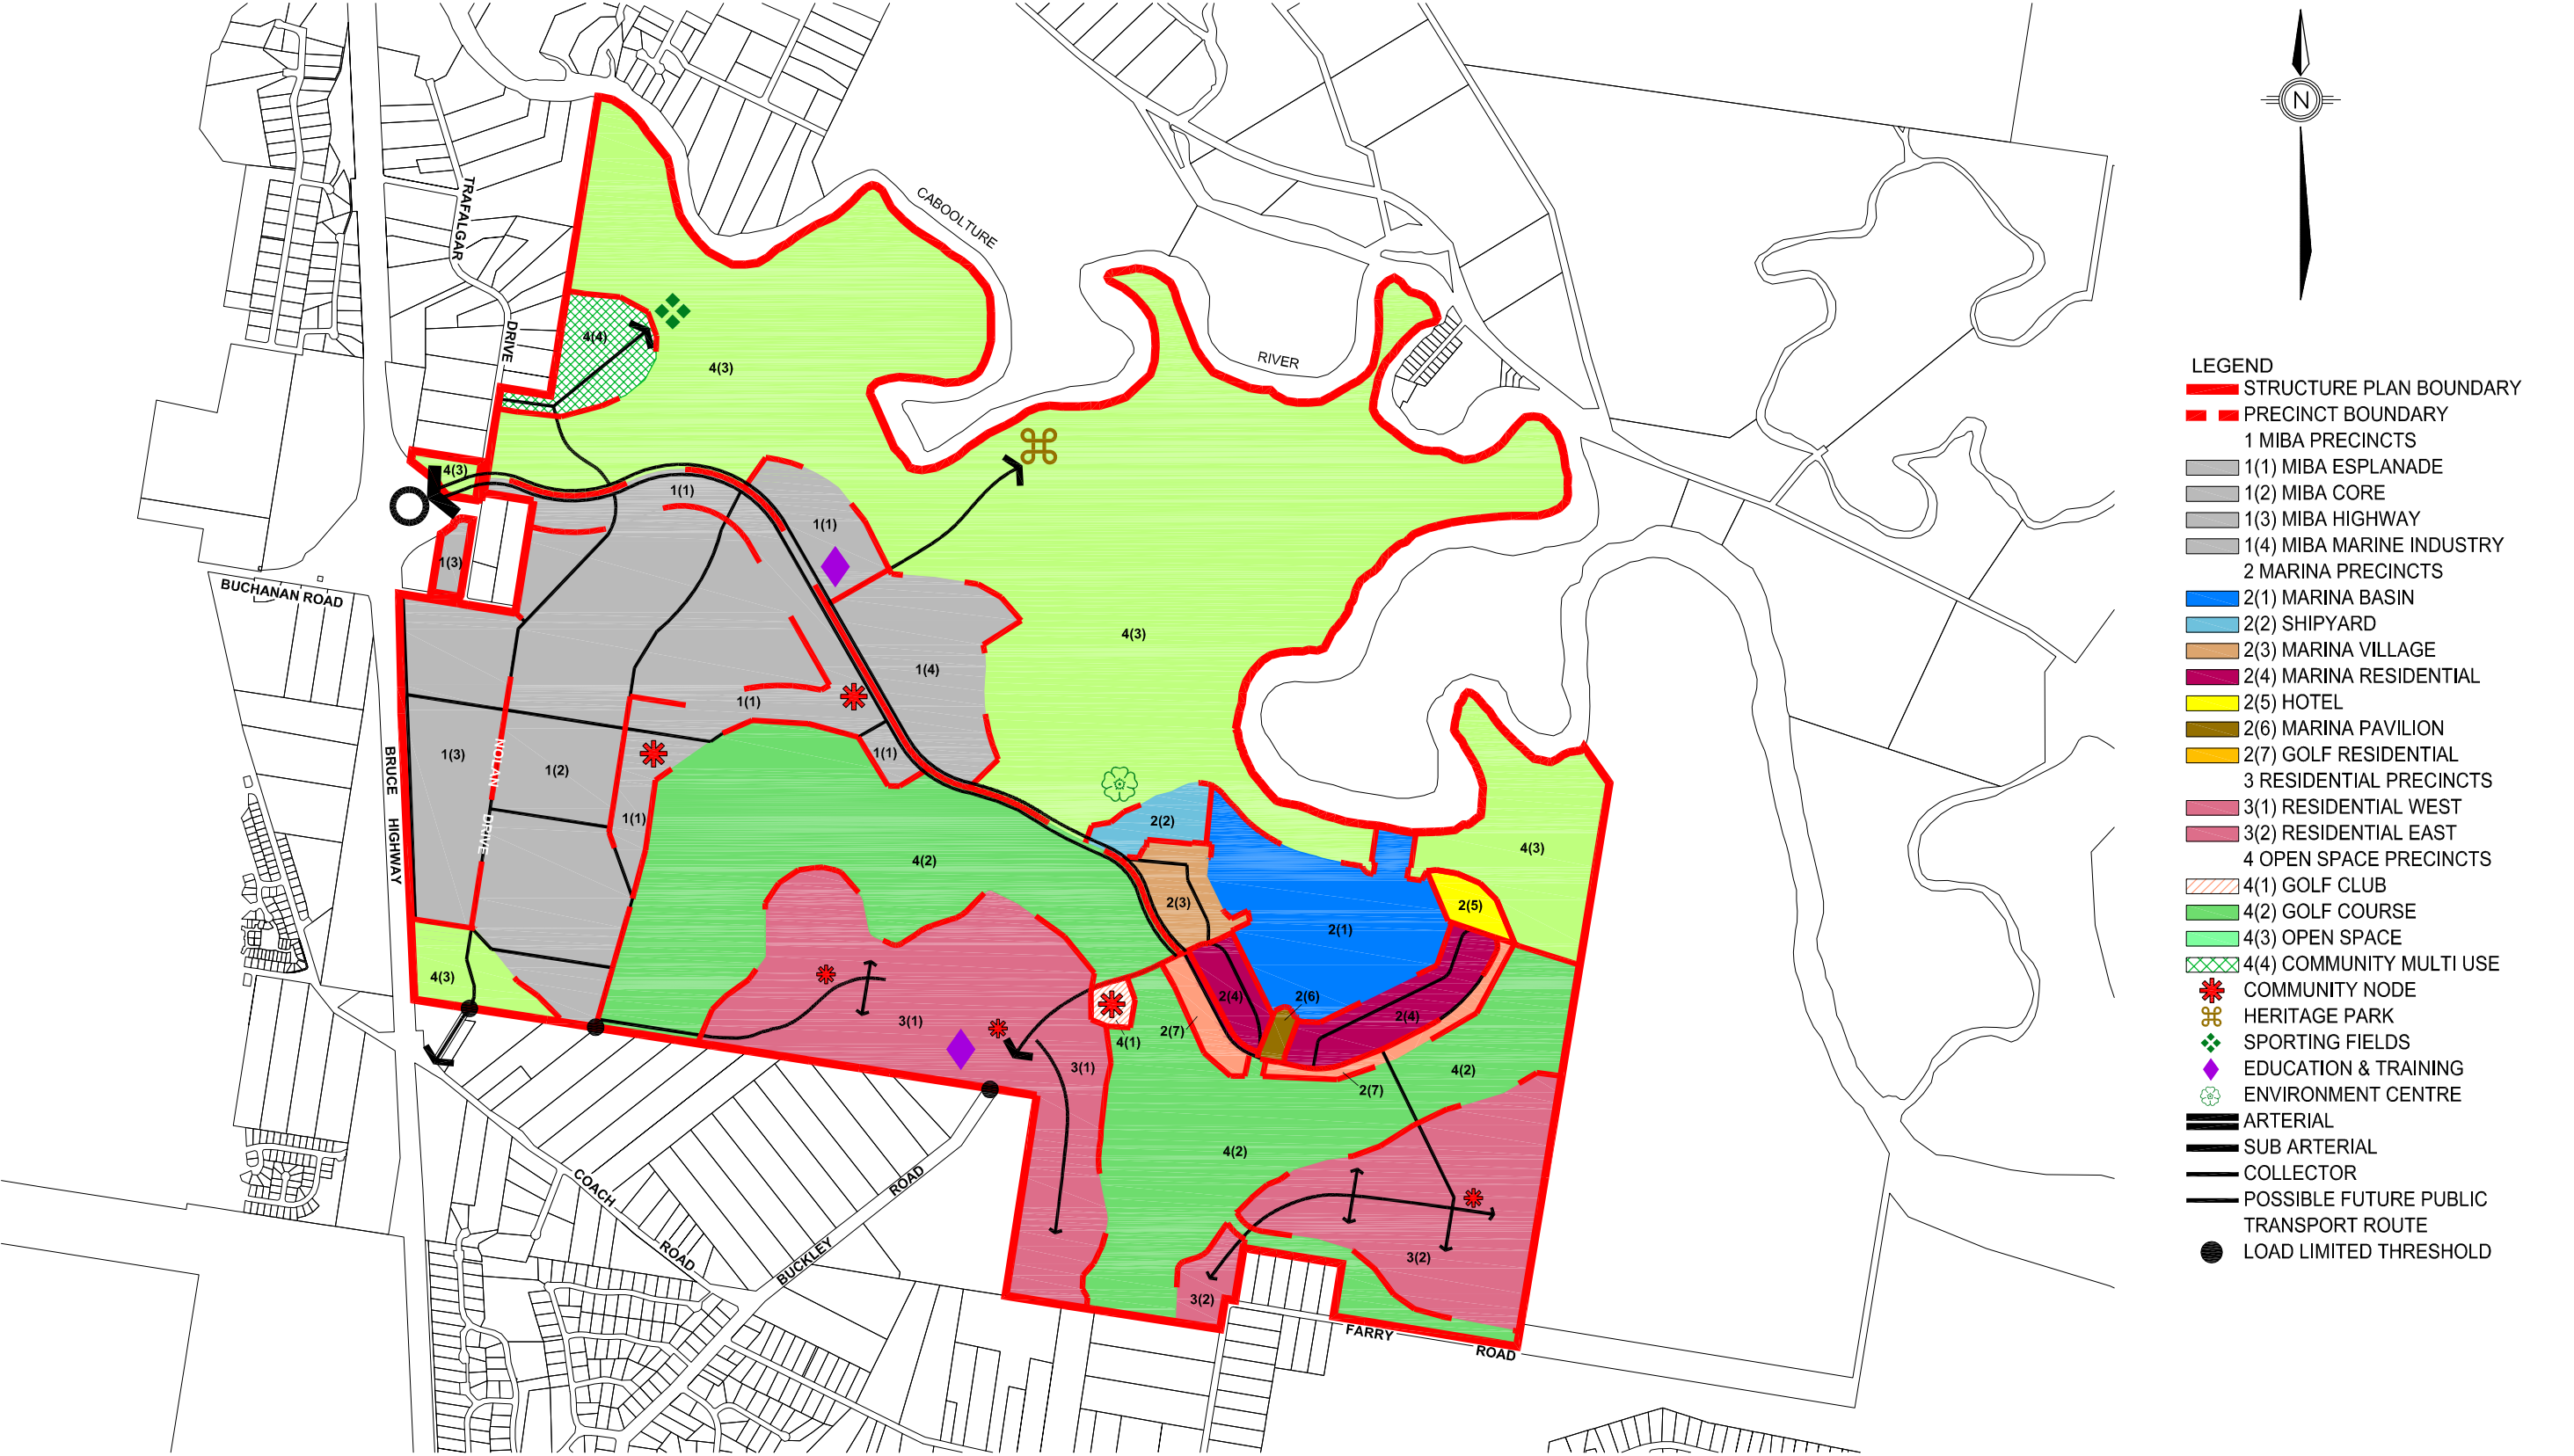 N
CABOOLTURE
RIVER
TRAFALGAR
DRIVE
4(4)
4(3)
4(3)
1(1)
1(1)
1(3)
BUCHANAN ROAD
4(3)
1(4)
1(1)
1(1)
1(3)
NOLAN
DRIVE
1(2)
1(1)
BRUCE
HIGHWAY
2(2)
4(2)
4(3)
2(3)
2(5)
2(1)
4(3)
2(4)
2(6)
2(4)
3(1)
2(7)
4(1)
3(1)
4(2)
2(7)
4(2)
COACH
ROAD
BUCKLEY
ROAD
3(2)
3(2)
FARRY
ROAD
LEGEND
STRUCTURE PLAN BOUNDARY
PRECINCT BOUNDARY
1 MIBA PRECINCTS
1(1) MIBA ESPLANADE
1(2) MIBA CORE
1(3) MIBA HIGHWAY
1(4) MIBA MARINE INDUSTRY
2 MARINA PRECINCTS
2(1) MARINA BASIN
2(2) SHIPYARD
2(3) MARINA VILLAGE
2(4) MARINA RESIDENTIAL
2(5) HOTEL
2(6) MARINA PAVILION
2(7) GOLF RESIDENTIAL
3 RESIDENTIAL PRECINCTS
3(1) RESIDENTIAL WEST
3(2) RESIDENTIAL EAST
4 OPEN SPACE PRECINCTS
4(1) GOLF CLUB
4(2) GOLF COURSE
4(3) OPEN SPACE
4(4) COMMUNITY MULTI USE
COMMUNITY NODE
HERITAGE PARK
SPORTING FIELDS
EDUCATION & TRAINING
ENVIRONMENT CENTRE
ARTERIAL
SUB ARTERIAL
COLLECTOR
POSSIBLE FUTURE PUBLIC
TRANSPORT ROUTE
LOAD LIMITED THRESHOLD